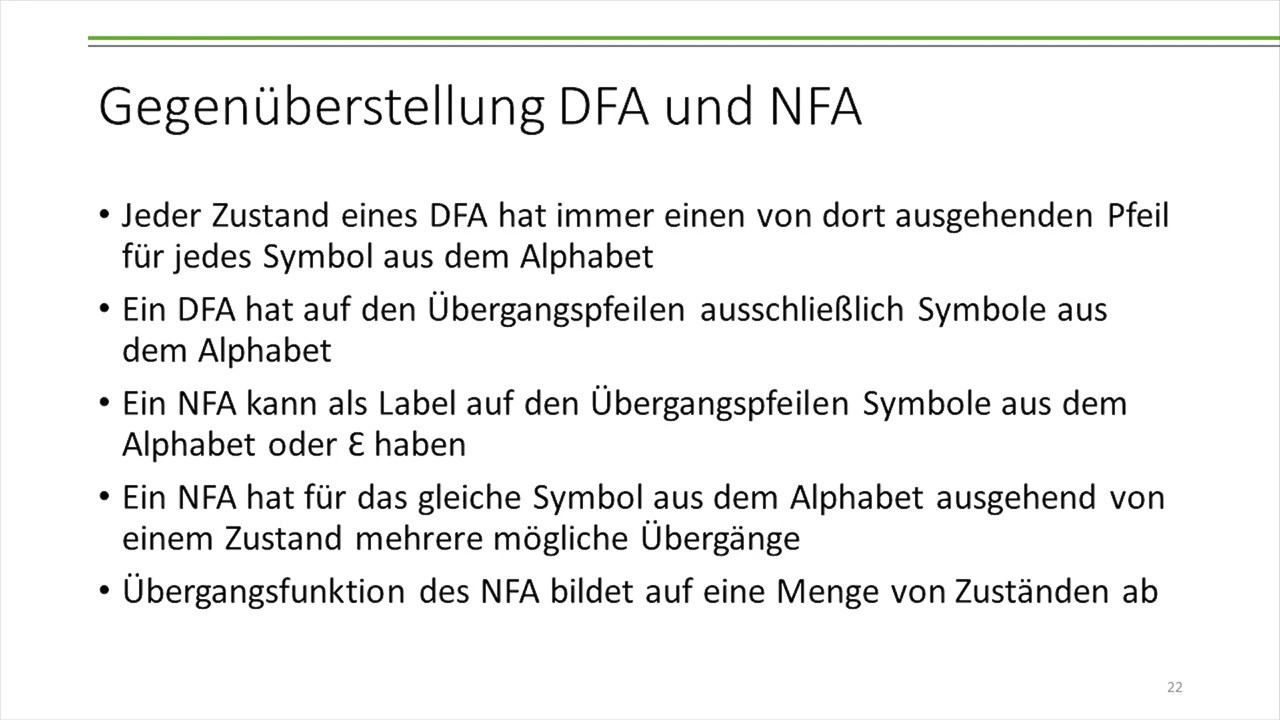 Gegenüberstellung DFA und NFA
• Jeder Zustand eines DFA hat immer einen von dort ausgehenden Pfeil
für jedes Symbol aus dem Alphabet
• Ein DFA hat auf den Übergangspfeilen ausschließlich Symbole aus
dem Alphabet
• Ein NFA kann als Label auf den Übergangspfeilen Symbole aus dem
Alphabet oder Ɛ haben
• Ein NFA hat für das gleiche Symbol aus dem Alphabet ausgehend von
einem Zustand mehrere mögliche Übergänge
• Übergangsfunktion des NFA bildet auf eine Menge von Zuständen ab
22